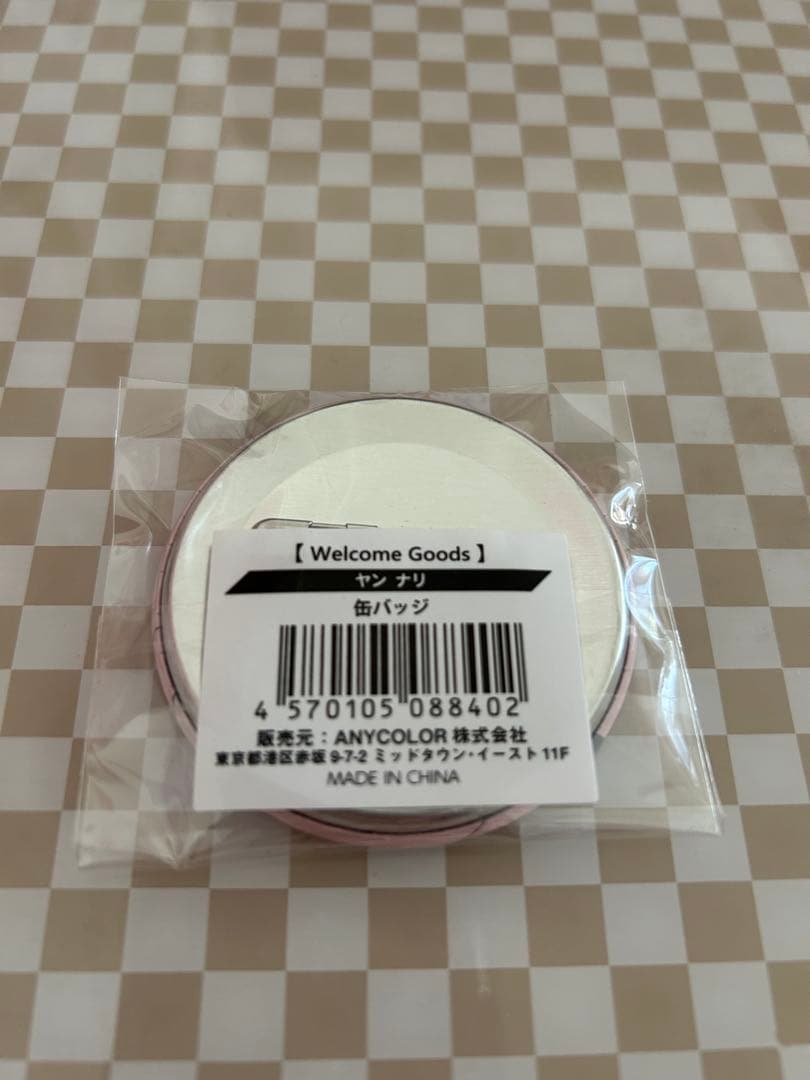 【 Welcome Goods 】
ヤン ナリ
缶バッジ
4 570105 088402
販売元：ANYCOLOR 株式会社
東京都港区赤坂 9-7-2 ミッドタウン・イースト 11F
MADE IN CHINA